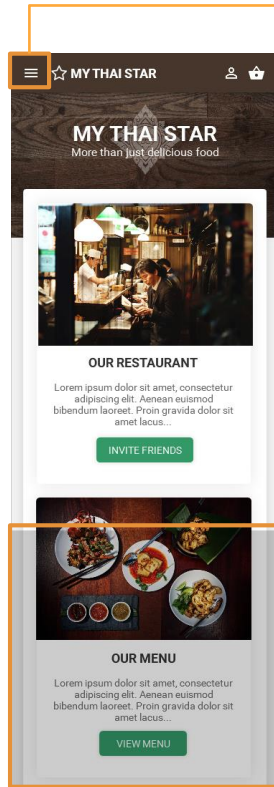 MY THAI STAR
MY THAI STAR
More than just delicious food
OUR RESTAURANT
Lorem ipsum dolor sit amet, consectetur
adipiscing elit. Aenean euismod
bibendum laoreet. Proin gravida dolor sit
amet lacus...
INVITE FRIENDS
OUR MENU
Lorem ipsum dolor sit amet, consectetur
adipiscing elit. Aenean euismod
bibendum laoreet. Proin gravida dolor sit
amet lacus...
VIEW MENU